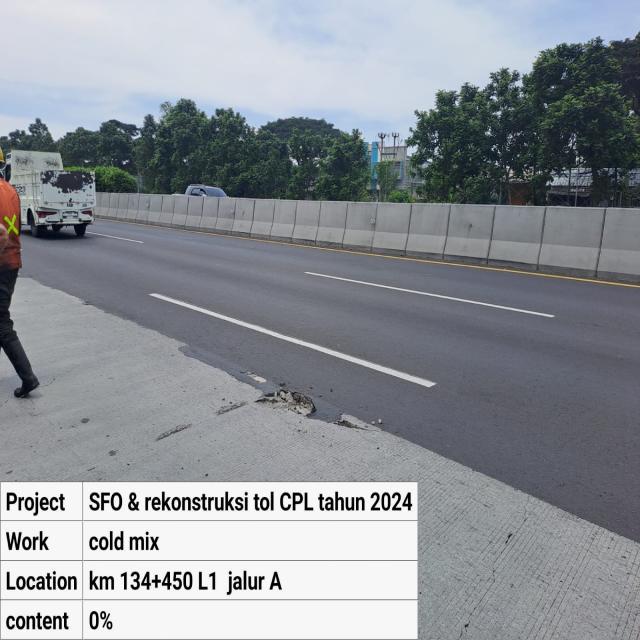 Project SFO & rekonstruksi tol CPL tahun 2024
Work cold mix
Location km 134+450 L1 jalur A
content 0%